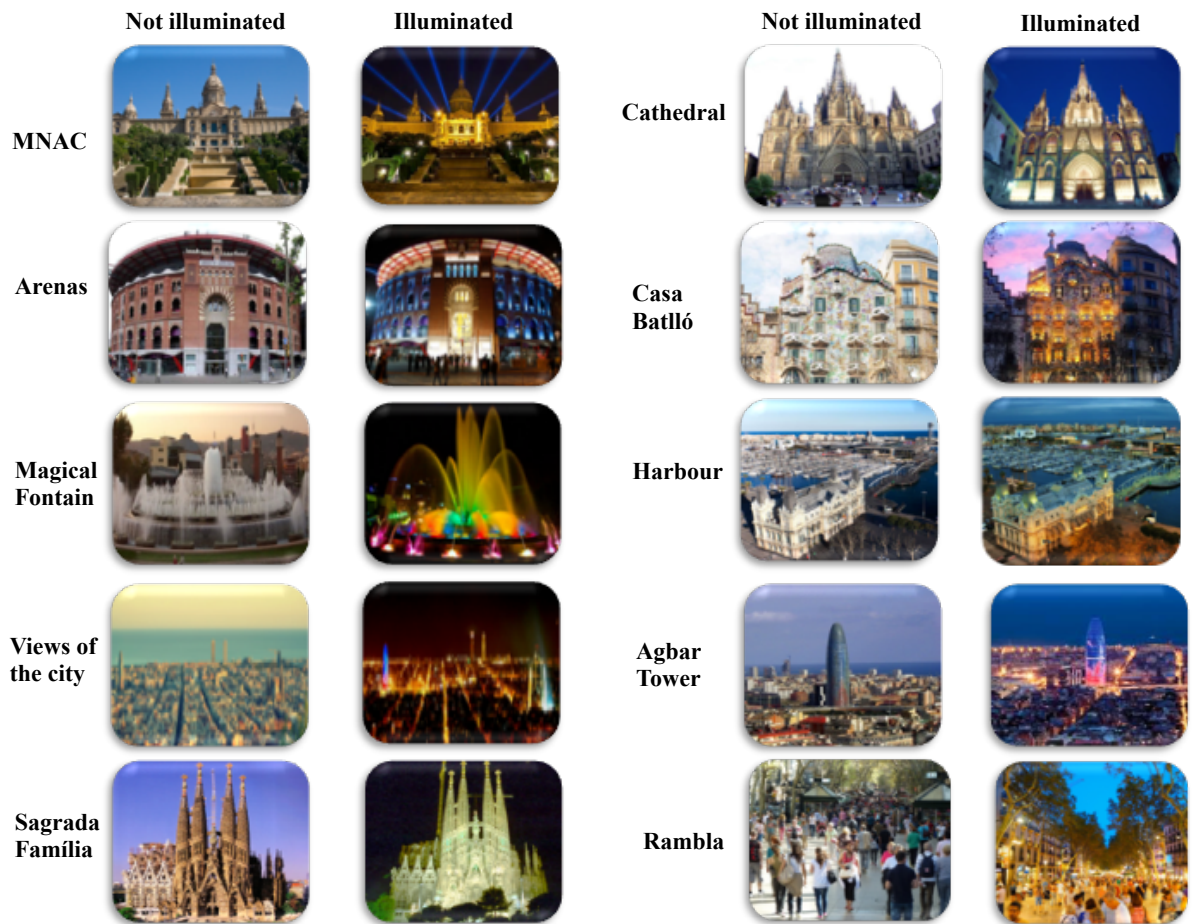 Not illuminated
Illuminated
MNAC
Arenas
Magical
Fontain
Views of
the city
Sagrada
Família
Not illuminated
Illuminated
Cathedral
Casa
Batlló
Harbour
Agbar
Tower
Rambla